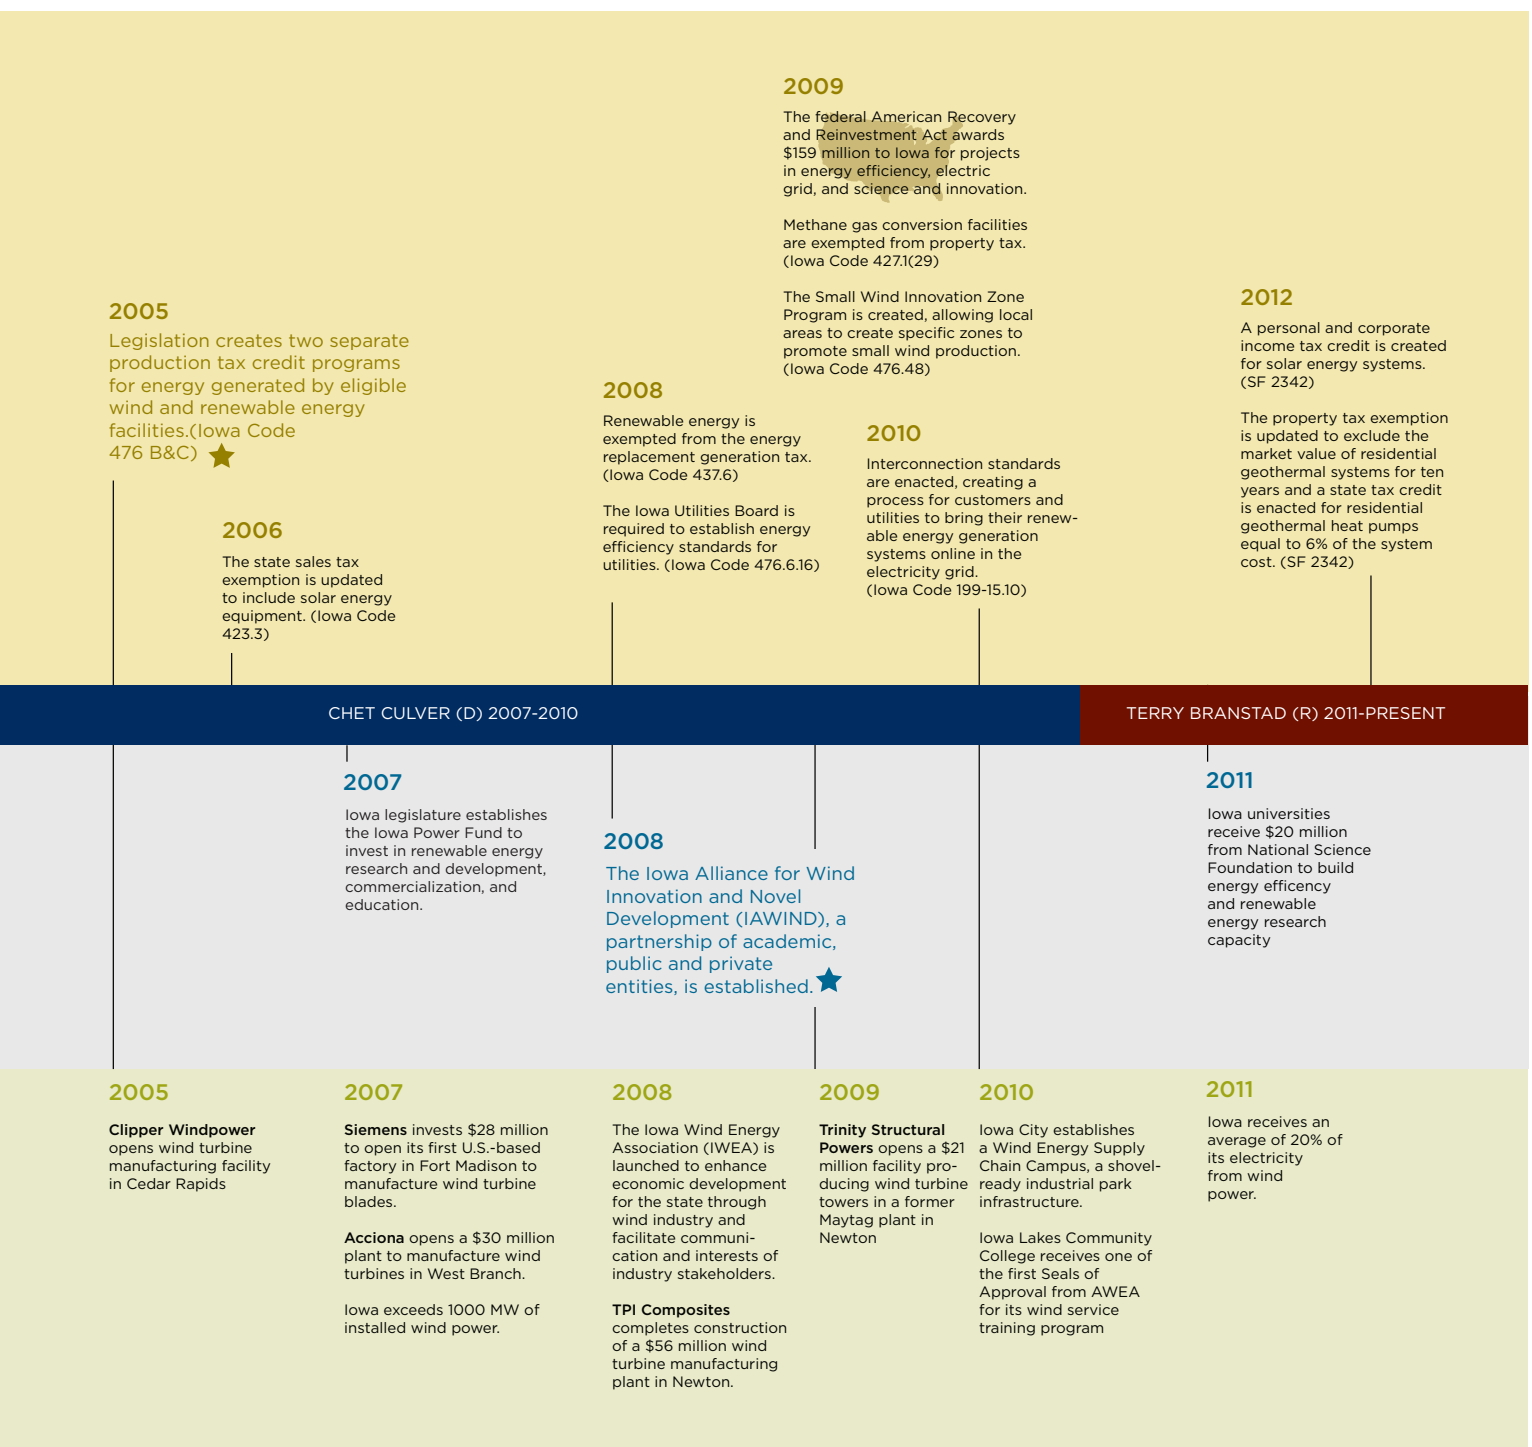 2005
Legislation creates two separate
production tax credit programs
for energy generated by eligible
wind and renewable energy
facilities.(Iowa Code
476 B&C)
2006
The state sales tax
exemption is updated
to include solar energy
equipment. (Iowa Code
423.3)
2008
Renewable energy is
exempted from the energy
replacement generation tax.
(Iowa Code 437.6)
The Iowa Utilities Board is
required to establish energy
efficiency standards for
utilities. (Iowa Code 476.6.16)
2009
The federal American Recovery
and Reinvestment Act awards
$159 million to Iowa for projects
in energy efficiency, electric
grid, and science and innovation.
Methane gas conversion facilities
are exempted from property tax.
(Iowa Code 427.1(29)
The Small Wind Innovation Zone
Program is created, allowing local
areas to create specific zones to
promote small wind production.
(Iowa Code 476.48)
2010
Interconnection standards
are enacted, creating a
process for customers and
utilities to bring their renew-
able energy generation
systems online in the
electricity grid.
(Iowa Code 199-15.10)
2012
A personal and corporate
income tax credit is created
for solar energy systems.
(SF 2342)
The property tax exemption
is updated to exclude the
market value of residential
geothermal systems for ten
years and a state tax credit
is enacted for residential
geothermal heat pumps
equal to 6% of the system
cost. (SF 2342)
CHET CULVER (D) 2007-2010
TERRY BRANSTAD (R) 2011-PRESENT
2007
Iowa legislature establishes
the Iowa Power Fund to
invest in renewable energy
research and development,
commercialization, and
education.
2008
The Iowa Alliance for Wind
Innovation and Novel
Development (IAWIND), a
partnership of academic,
public and private
entities, is established.
2011
Iowa universities
receive $20 million
from National Science
Foundation to build
energy efficency
and renewable
energy research
capacity
2005
Clipper Windpower
opens wind turbine
manufacturing facility
in Cedar Rapids
2007
Siemens invests $28 million
to open its first U.S.-based
factory in Fort Madison to
manufacture wind turbine
blades.
Acciona opens a $30 million
plant to manufacture wind
turbines in West Branch.
Iowa exceeds 1000 MW of
installed wind power.
2008
The Iowa Wind Energy
Association (IWEA) is
launched to enhance
economic development
for the state through
wind industry and
facilitate communi-
cation and interests of
industry stakeholders.
TPI Composites
completes construction
of a $56 million wind
turbine manufacturing
plant in Newton.
2009
Trinity Structural
Powers opens a $21
million facility pro-
ducing wind turbine
towers in a former
Maytag plant in
Newton
2010
Iowa City establishes
a Wind Energy Supply
Chain Campus, a shovel-
ready industrial park
infrastructure.
Iowa Lakes Community
College receives one of
the first Seals of
Approval from AWEA
for its wind service
training program
2011
Iowa receives an
average of 20% of
its electricity
from wind
power.